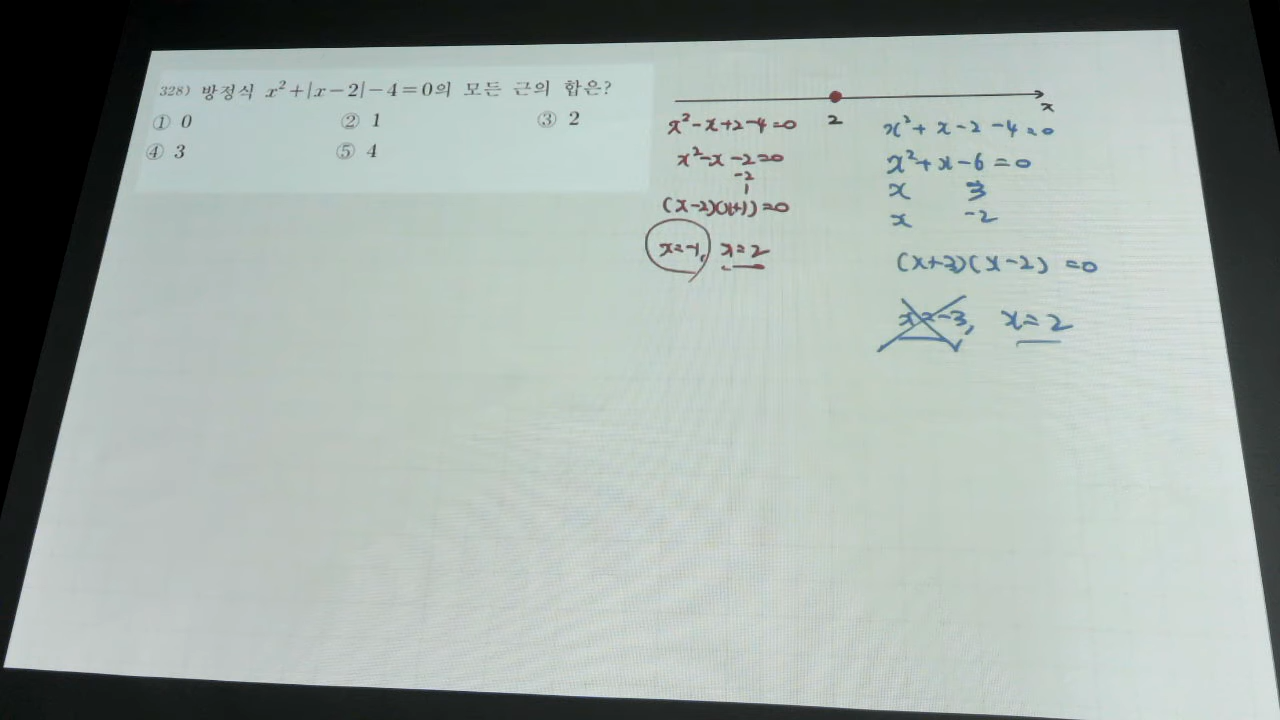 328) 방정식 x²+|x-2|-4=0의 모든 근의 합은?
① 0 ② 1 ③ 2
④ 3 ⑤ 4
2 x
x²-x+2-4=0
x²-x-2=0
-2
1
(x-2)(x+1)=0
x=-1, x=2
x²+x-2-4=0
x²+x-6=0
x 3
x -2
(x+3)(x-2)=0
x=-3, x=2